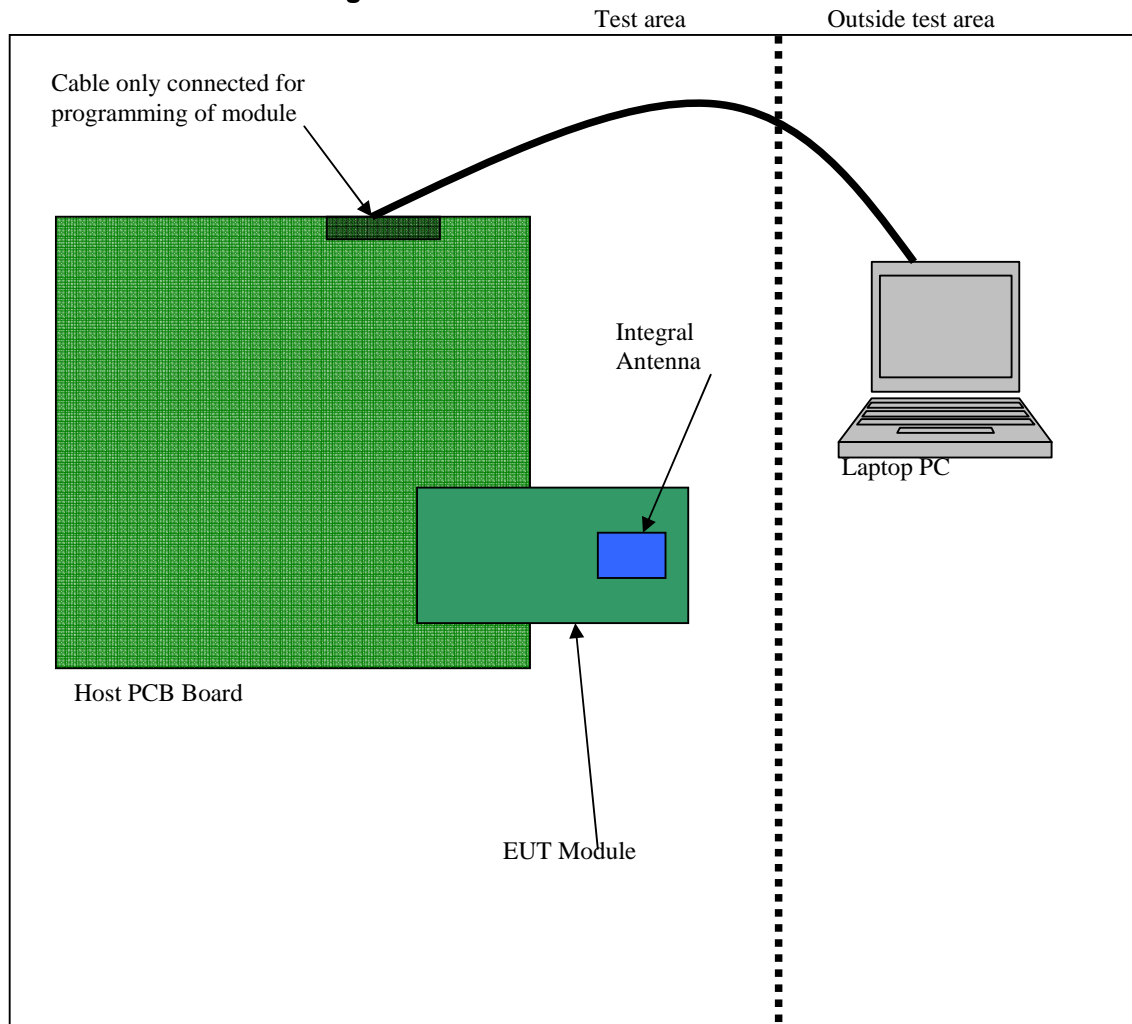 Test area
Outside test area
Cable only connected for
programming of module
Integral
Antenna
Laptop PC
Host PCB Board
EUT Module